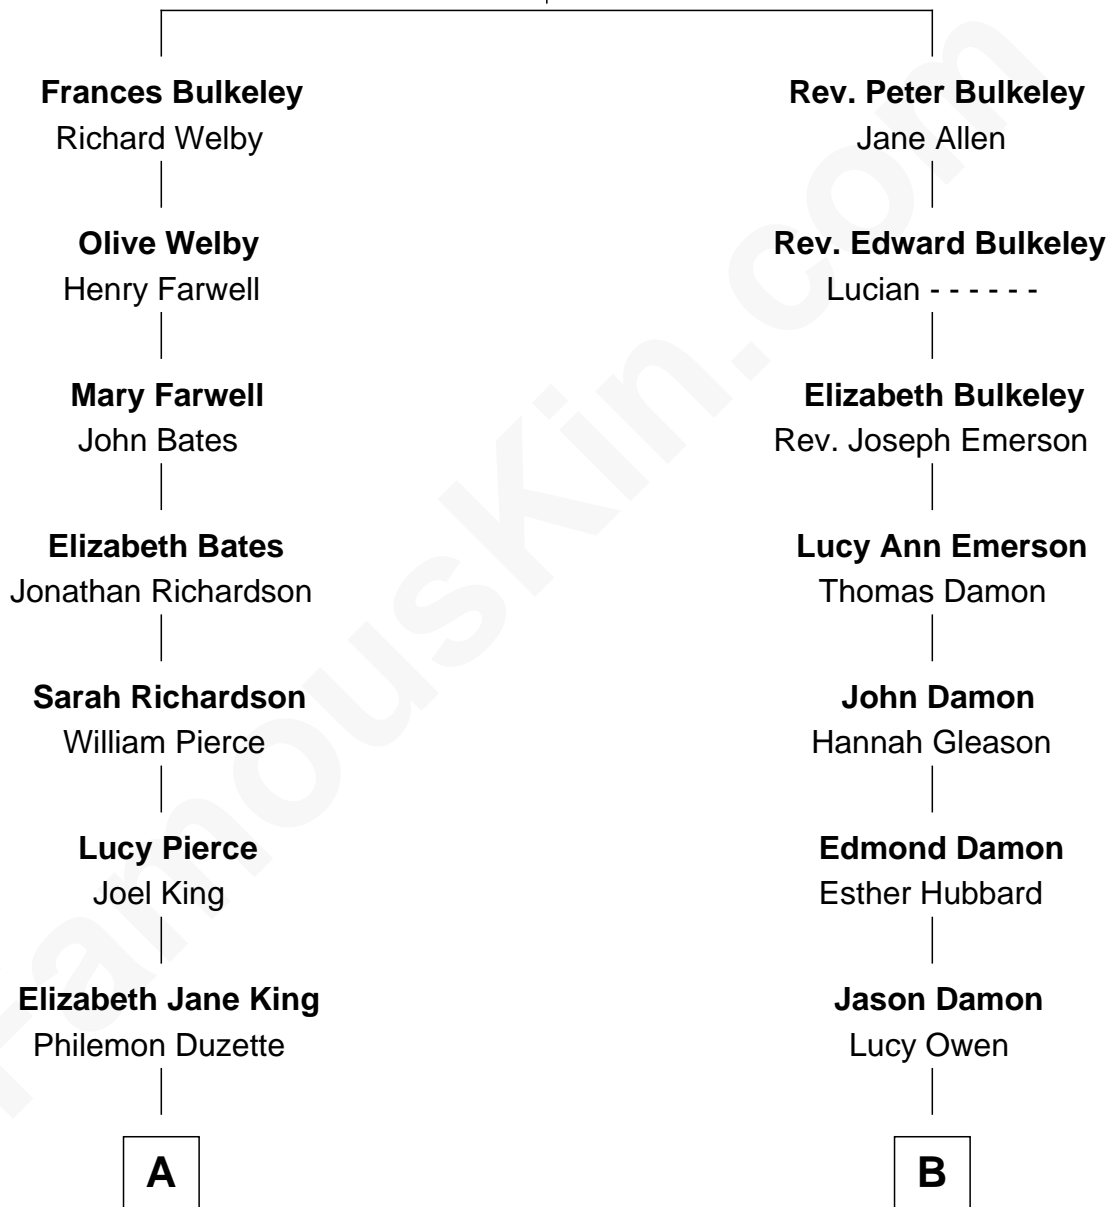 Frances Bulkeley
Richard Welby
Rev. Peter Bulkeley
Jane Allen
Olive Welby
Henry Farwell
Rev. Edward Bulkeley
Lucian - - - - - -
Mary Farwell
John Bates
Elizabeth Bulkeley
Rev. Joseph Emerson
Elizabeth Bates
Jonathan Richardson
Lucy Ann Emerson
Thomas Damon
Sarah Richardson
William Pierce
John Damon
Hannah Gleason
Lucy Pierce
Joel King
Edmond Damon
Esther Hubbard
Elizabeth Jane King
Philemon Duzette
Jason Damon
Lucy Owen
A
B
FamousKin.com